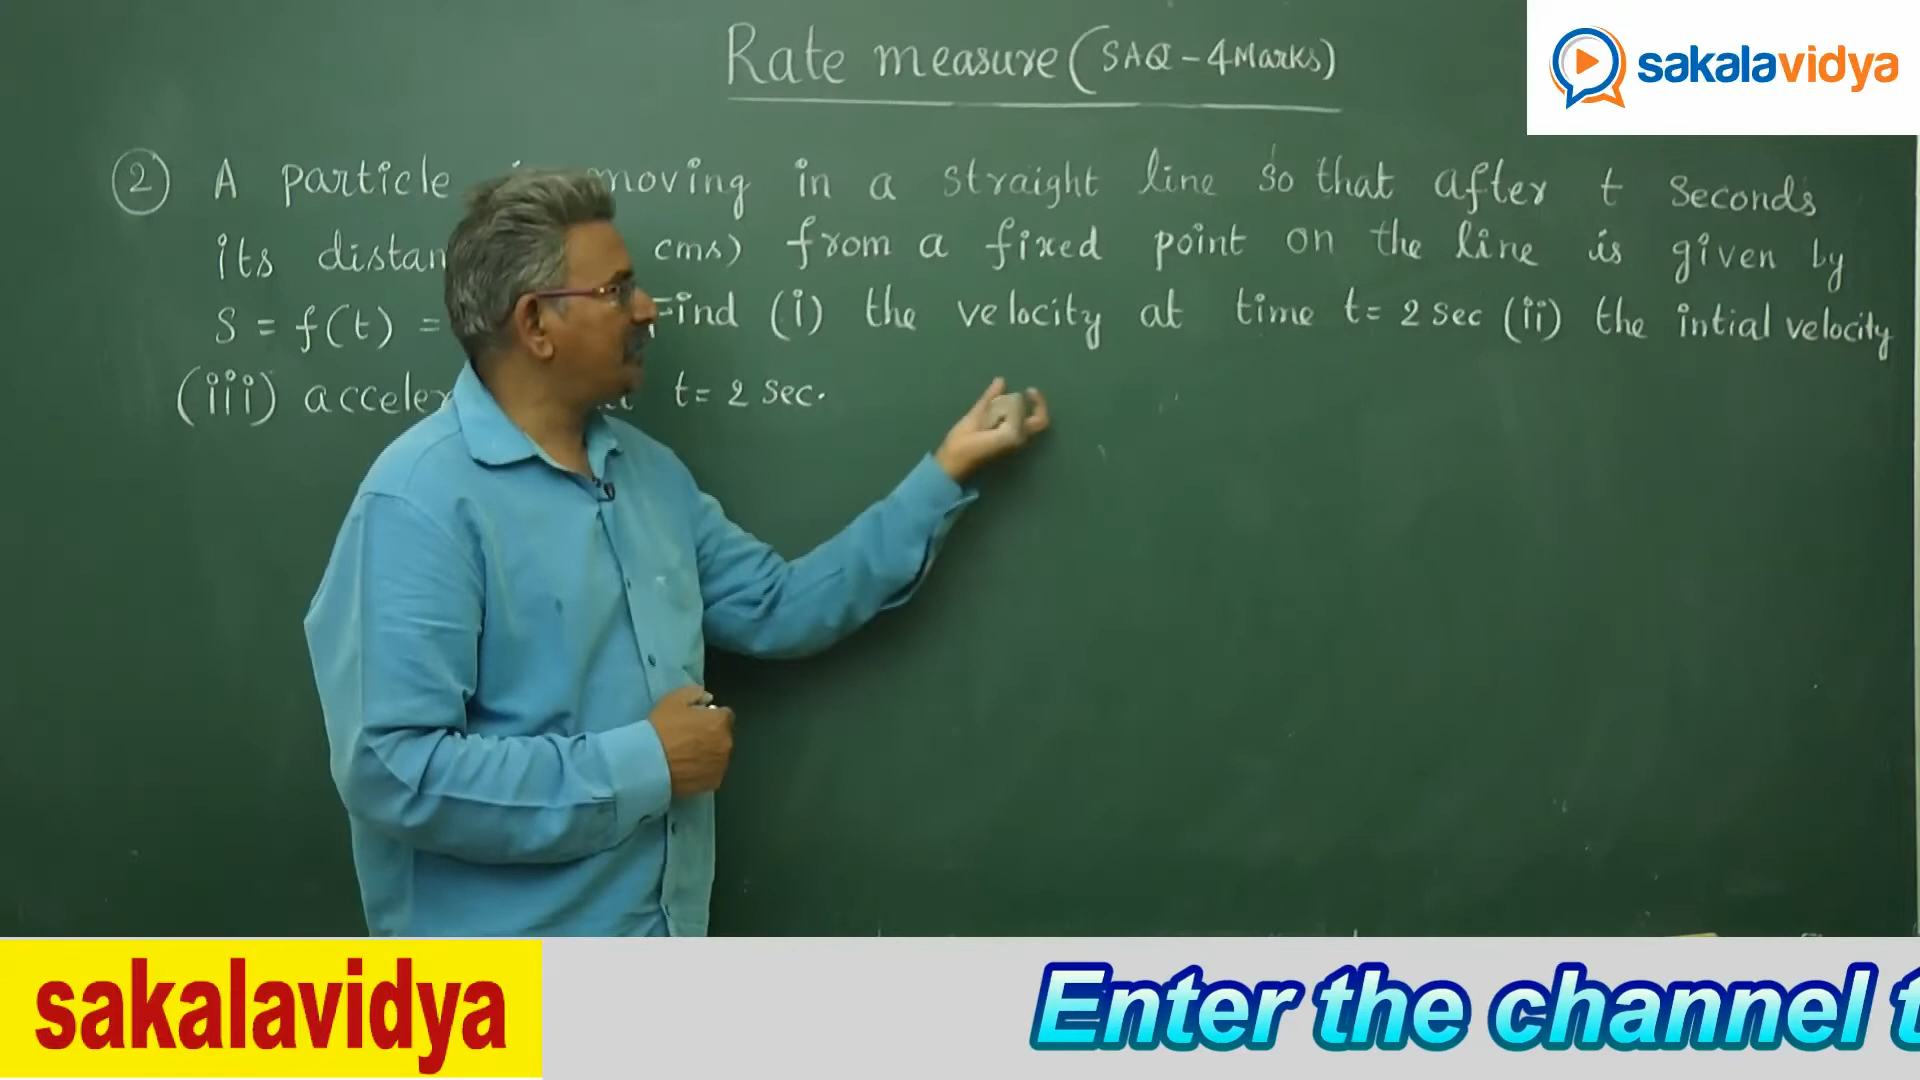 Rate measure (SAQ - 4 Marks)
sakalavidya
② A particle moving in a straight line so that after t seconds
its distan cms) from a fixed point on the line is given by
S = f(t) = Find (i) the velocity at time t = 2 sec (ii) the intial velocity
(iii) acceler t = 2 sec.
sakalavidya
Enter the channel t